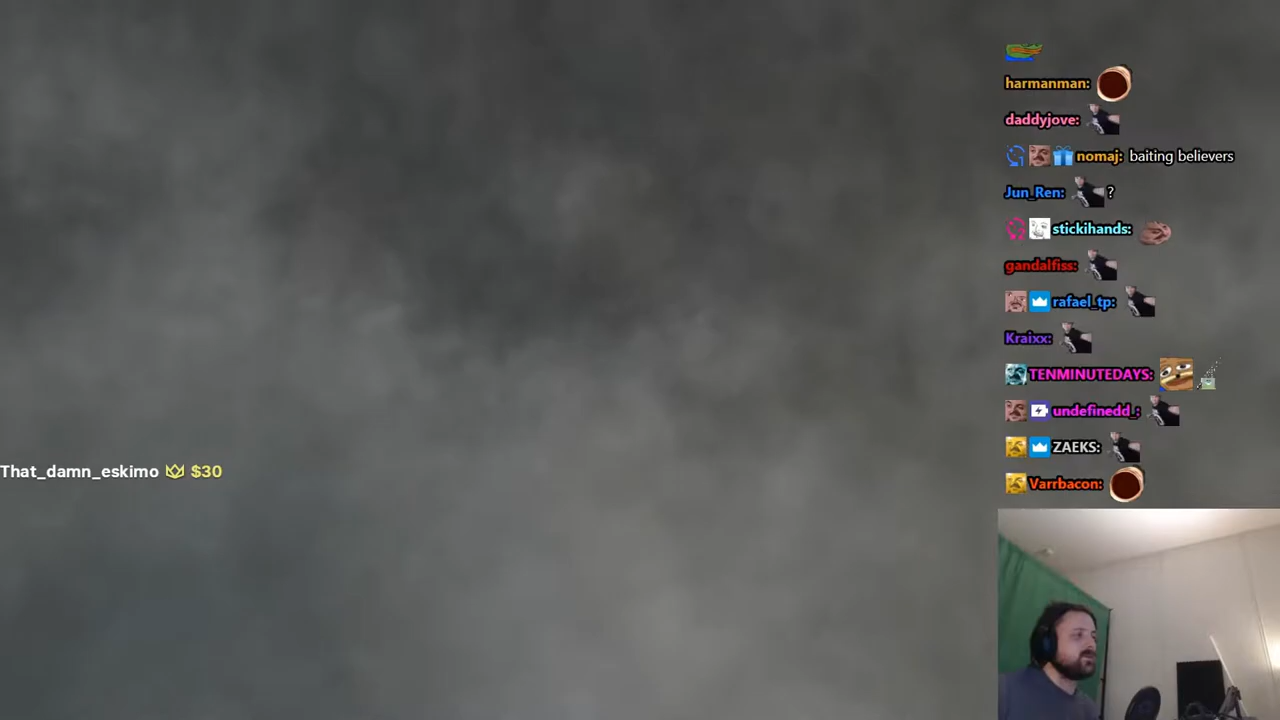 harmanman:
daddyjove:
nomaj: baiting believers
Jun_Ren: ?
stickihands:
gandalfiss:
rafael_tp:
Kraixx:
TENMINUTEDAYS:
undefinedd_:
That_damn_eskimo $30
ZAEKS:
Varrbacon: